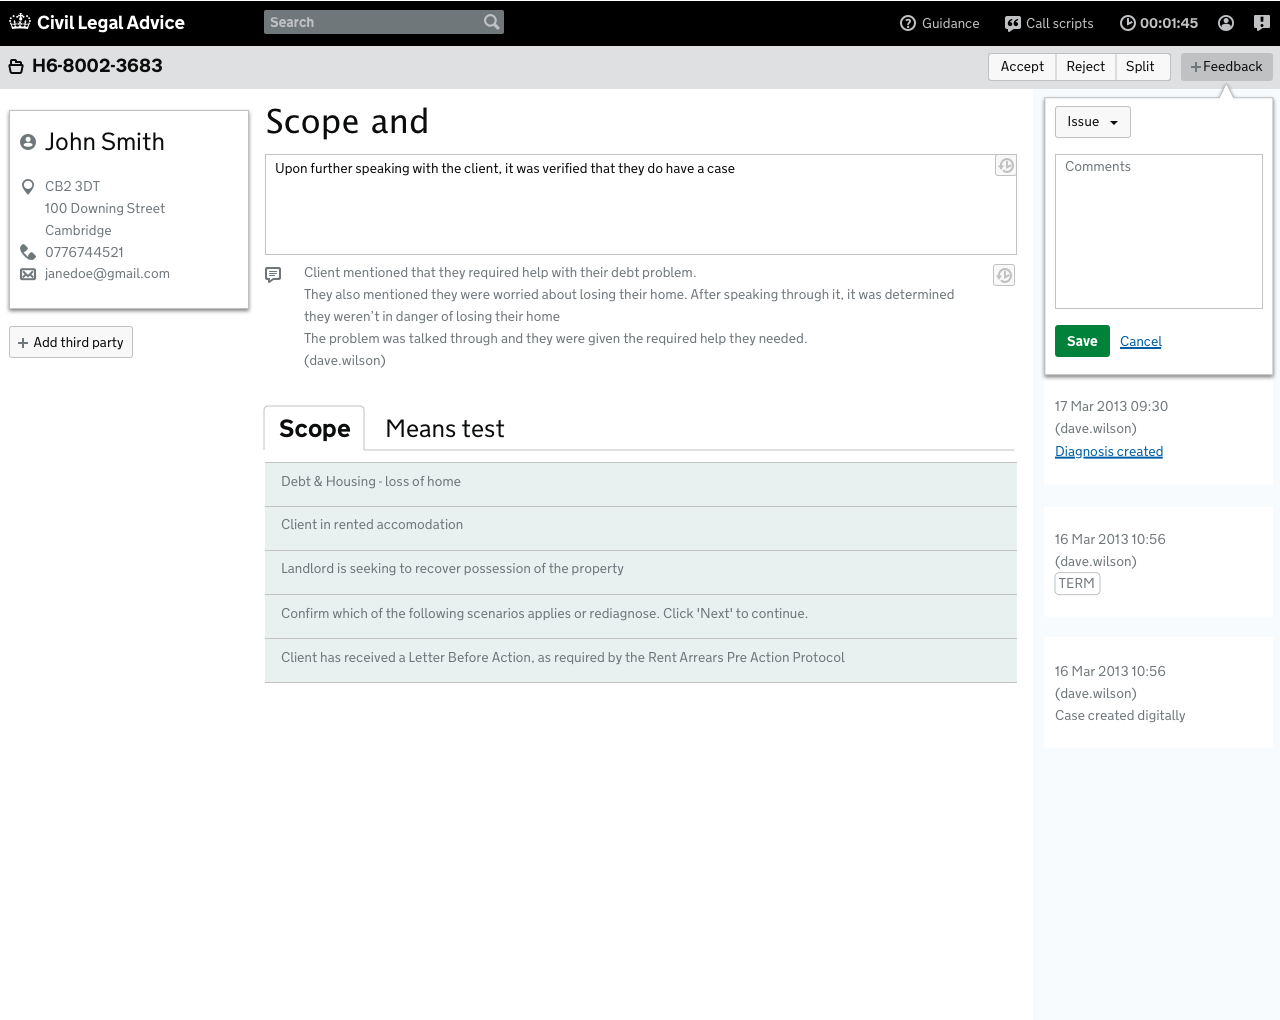 Civil Legal Advice
Search
Guidance
Call scripts
00:01:45
H6-8002-3683
Accept
Reject
Split
+Feedback
John Smith
CB2 3DT
100 Downing Street
Cambridge
0776744521
janedoe@gmail.com
+ Add third party
Scope and
Upon further speaking with the client, it was verified that they do have a case
Client mentioned that they required help with their debt problem.
They also mentioned they were worried about losing their home. After speaking through it, it was determined
they weren't in danger of losing their home
The problem was talked through and they were given the required help they needed.
(dave.wilson)
Scope
Means test
Debt & Housing - loss of home
Client in rented accomodation
Landlord is seeking to recover possession of the property
Confirm which of the following scenarios applies or rediagnose. Click 'Next' to continue.
Client has received a Letter Before Action, as required by the Rent Arrears Pre Action Protocol
Issue
Comments
Save
Cancel
17 Mar 2013 09:30
(dave.wilson)
Diagnosis created
16 Mar 2013 10:56
(dave.wilson)
TERM
16 Mar 2013 10:56
(dave.wilson)
Case created digitally